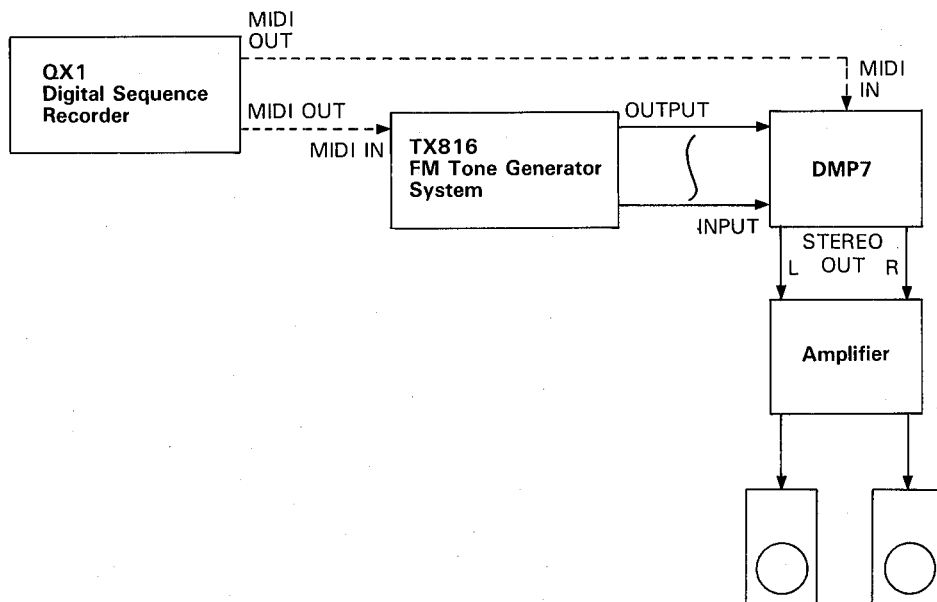 MIDI
OUT
QX1
Digital Sequence
Recorder
MIDI
IN
MIDI OUT
MIDI IN
TX816
FM Tone Generator
System
OUTPUT
INPUT
DMP7
STEREO
OUT
L
R
Amplifier